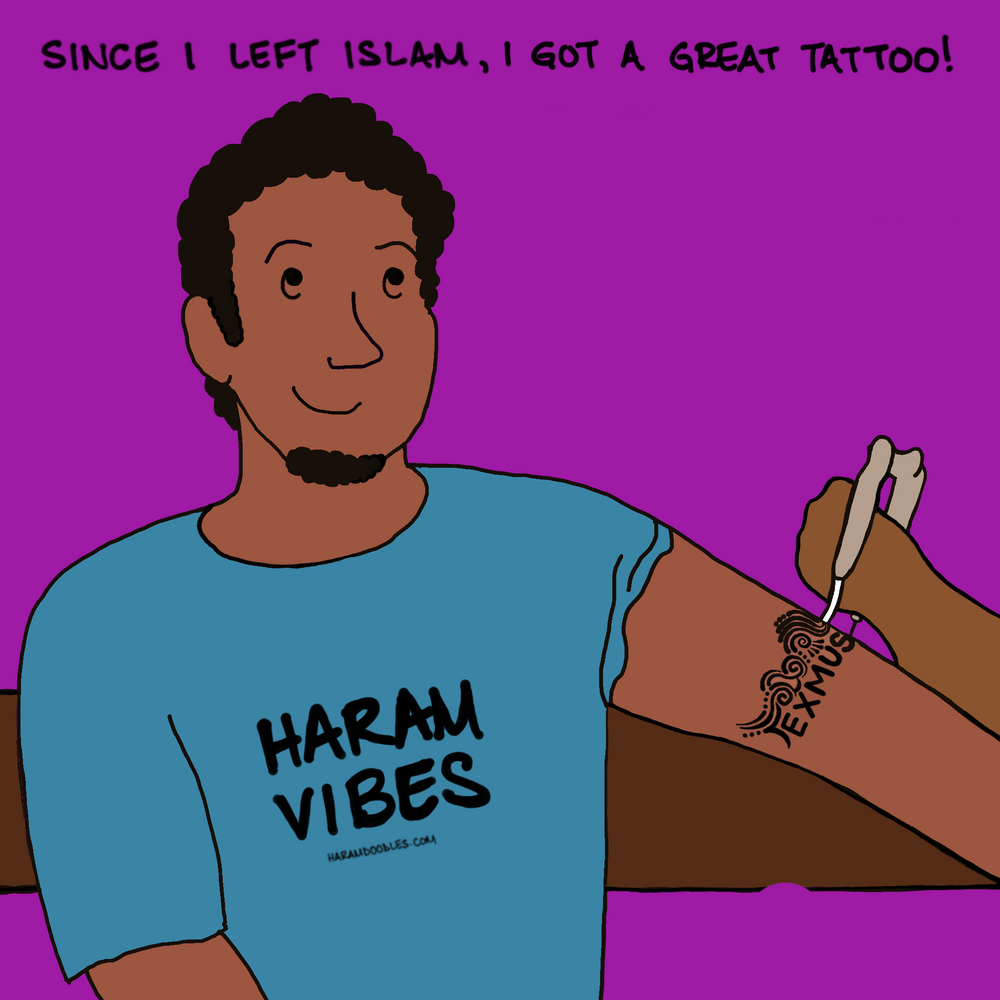 SINCE I LEFT ISLAM, I GOT A GREAT TATTOO!
HARAM
VIBES
HARAMDOODLES.COM
EXMUS